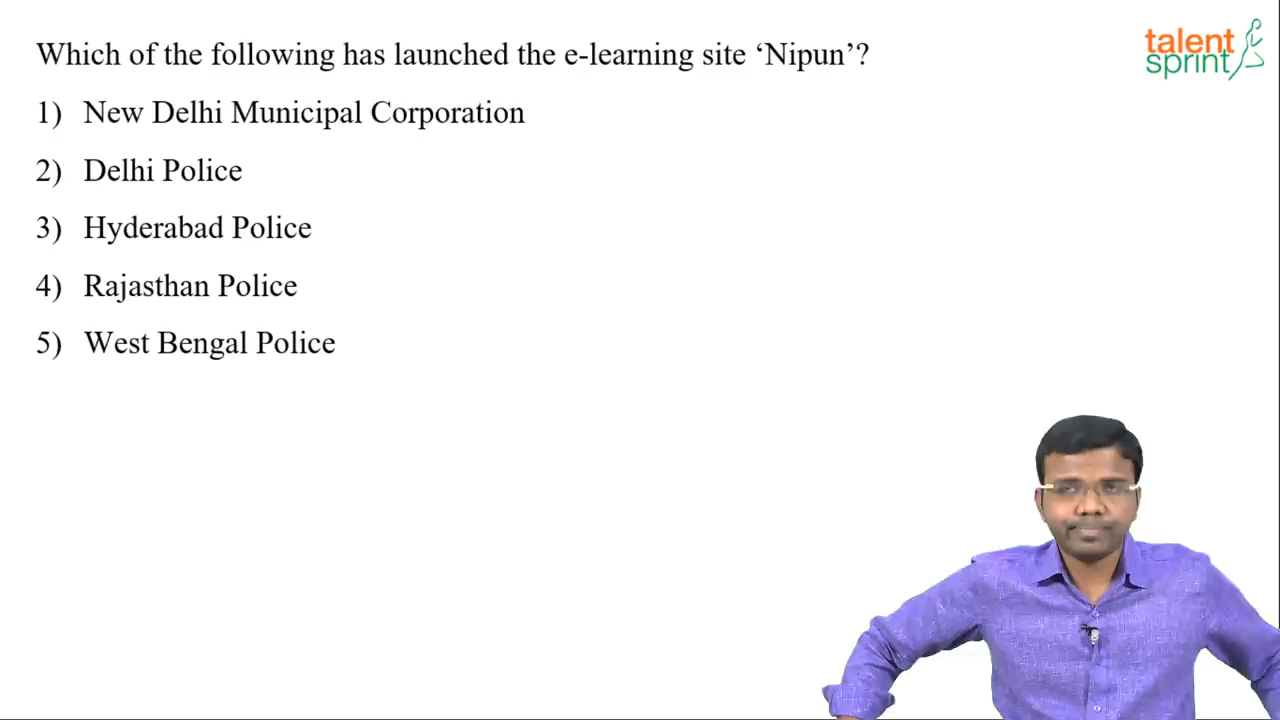 Which of the following has launched the e-learning site ‘Nipun’?
1) New Delhi Municipal Corporation
2) Delhi Police
3) Hyderabad Police
4) Rajasthan Police
5) West Bengal Police
talent
sprint